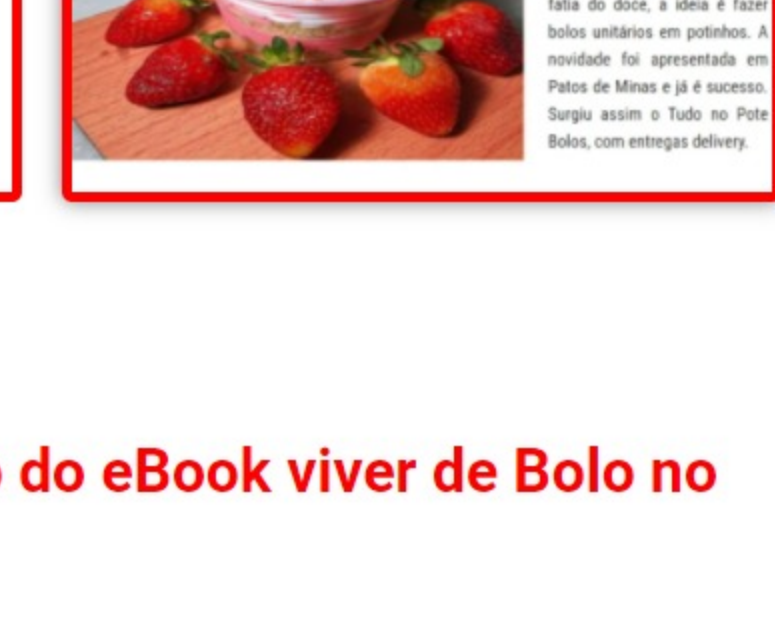 fatia do doce, a ideia é fazer
bolos unitários em potinhos. A
novidade foi apresentada em
Patos de Minas e já é sucesso.
Surgiu assim o Tudo no Pote
Bolos, com entregas delivery.
do eBook viver de Bolo no